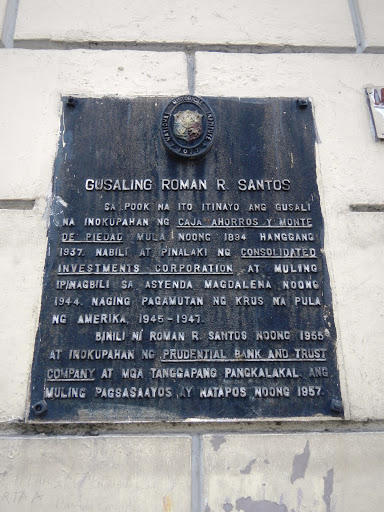 GUSALING ROMAN R. SANTOS
SA POOK NA ITO ITINAYO ANG GUSALI
NA INOKUPAHAN NG CAJA AHORROS Y MONTE
DE PIEDAD MULA NOONG 1894 HANGGANG
1937. NABILI AT PINALAKI NG CONSOLIDATED
INVESTMENTS CORPORATION AT MULING
IPINAGBILI SA ASYENDA MAGDALENA NOONG
1944. NAGING PAGAMUTAN NG KRUS NA PULA
NG AMERIKA, 1945-1947.
BINILI NI ROMAN R. SANTOS NOONG 1955
AT INOKUPAHAN NG PRUDENTIAL BANK AND TRUST
COMPANY AT MGA TANGGAPANG PANGKALAKAL. ANG
MULING PAGSASAAYOS AY NATAPOS NOONG 1957.